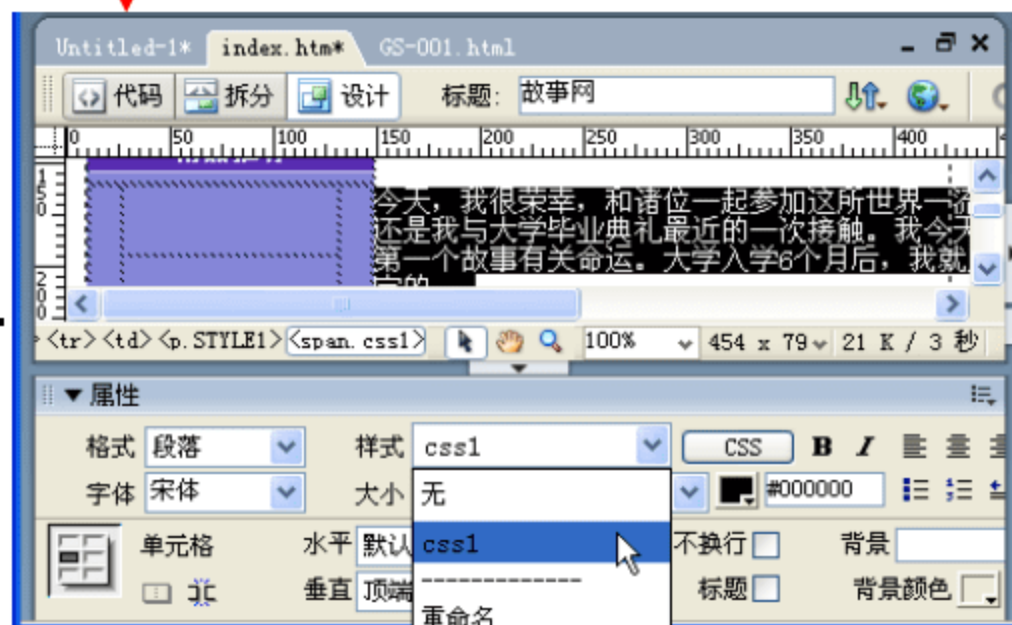 Untitled-1* index.htm* GS-001.html
代码 拆分 设计 标题: 故事网
0 50 100 150 200 250 300 350 400
150
今天，我很荣幸，和诸位一起参加这所世界一流
还是我与大学毕业典礼最近的一次接触。我今天
第一个故事有关命运。大学入学6个月后，我就
200
<tr><td><p.STYLE1><span.css1> 100% 454 x 79 21 K / 3 秒
属性
格式 段落 样式 css1 CSS B I
字体 宋体 大小 无 #000000
单元格 水平 默认 css1 不换行 背景
-------------
垂直 顶端 标题 背景颜色
重命名